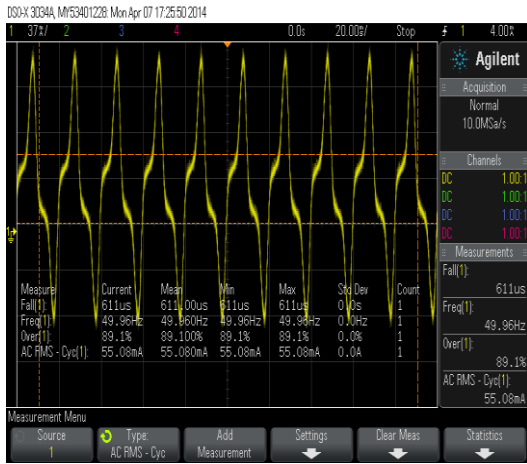 DSO-X 3034A, MY53401228: Mon Apr 07 17:25:50 2014
1 37%/ 2 3 4 0.0s 20.00%/ Stop 1 4.00%
Agilent
Acquisition
Normal
10.0MSa/s
Channels
DC 1.00:1
DC 1.00:1
DC 1.00:1
DC 1.00:1
Measurements
Fall(1):
611us
Freq(1):
49.96Hz
Over(1):
89.1%
AC RMS - Cyc(1):
55.08mA
Measure Current Mean Min Max Std Dev Count
Fall(1): 611us 611.00us 611us 611us 0.0s 1
Freq(1): 49.96Hz 49.960Hz 49.96Hz 49.96Hz 0.0Hz 1
Over(1): 89.1% 89.100% 89.1% 89.1% 0.0% 1
AC RMS - Cyc(1): 55.08mA 55.080mA 55.08mA 55.08mA 0.0A 1
Measurement Menu
Source
1
Type:
AC RMS - Cyc
Add
Measurement
Settings
Clear Meas
Statistics